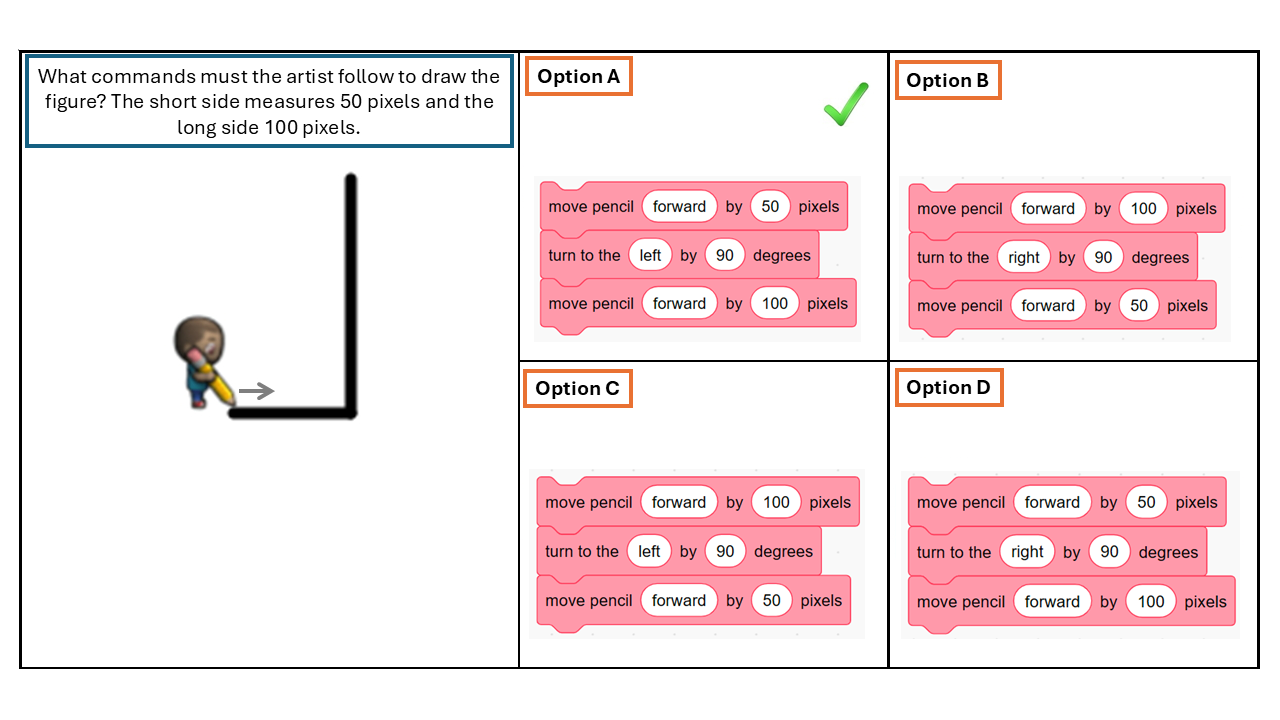 What commands must the artist follow to draw the
figure? The short side measures 50 pixels and the
long side 100 pixels.
Option A
move pencil forward by 50 pixels
turn to the left by 90 degrees
move pencil forward by 100 pixels
Option B
move pencil forward by 100 pixels
turn to the right by 90 degrees
move pencil forward by 50 pixels
Option C
move pencil forward by 100 pixels
turn to the left by 90 degrees
move pencil forward by 50 pixels
Option D
move pencil forward by 50 pixels
turn to the right by 90 degrees
move pencil forward by 100 pixels